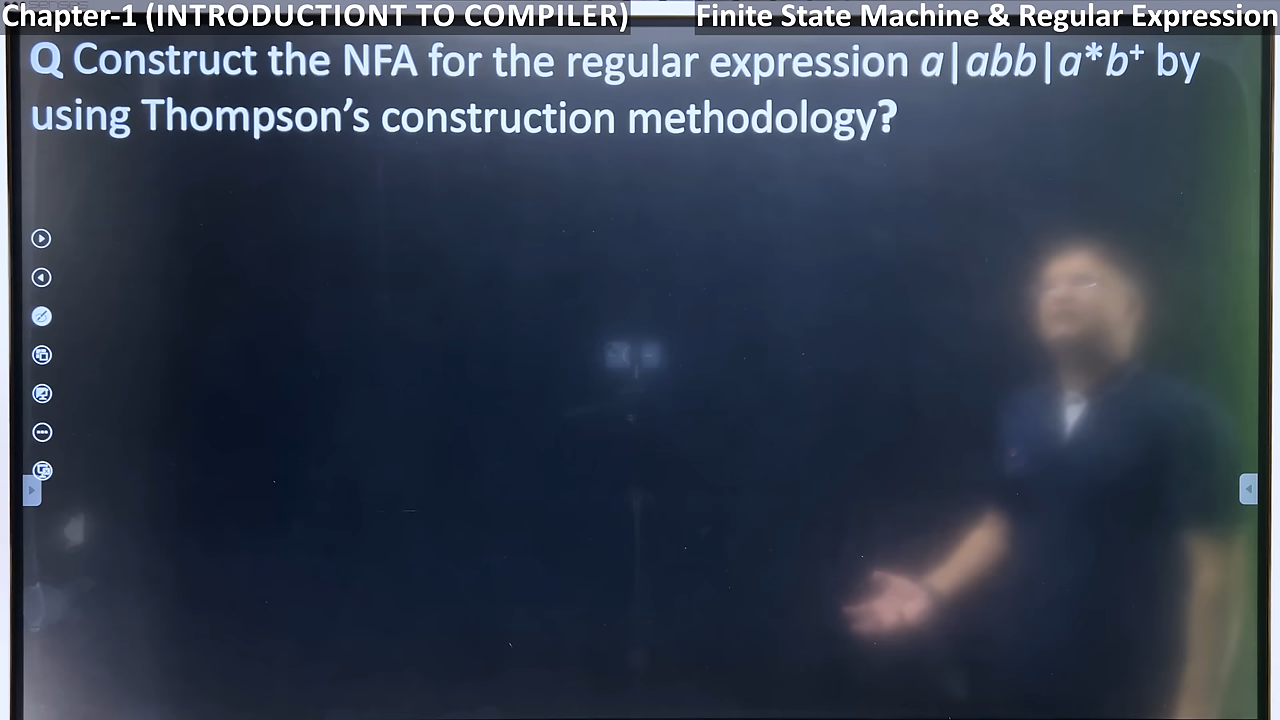 Chapter-1 (INTRODUCTIONT TO COMPILER) Finite State Machine & Regular Expression
Q Construct the NFA for the regular expression a|abb|a*b⁺ by
using Thompson's construction methodology?